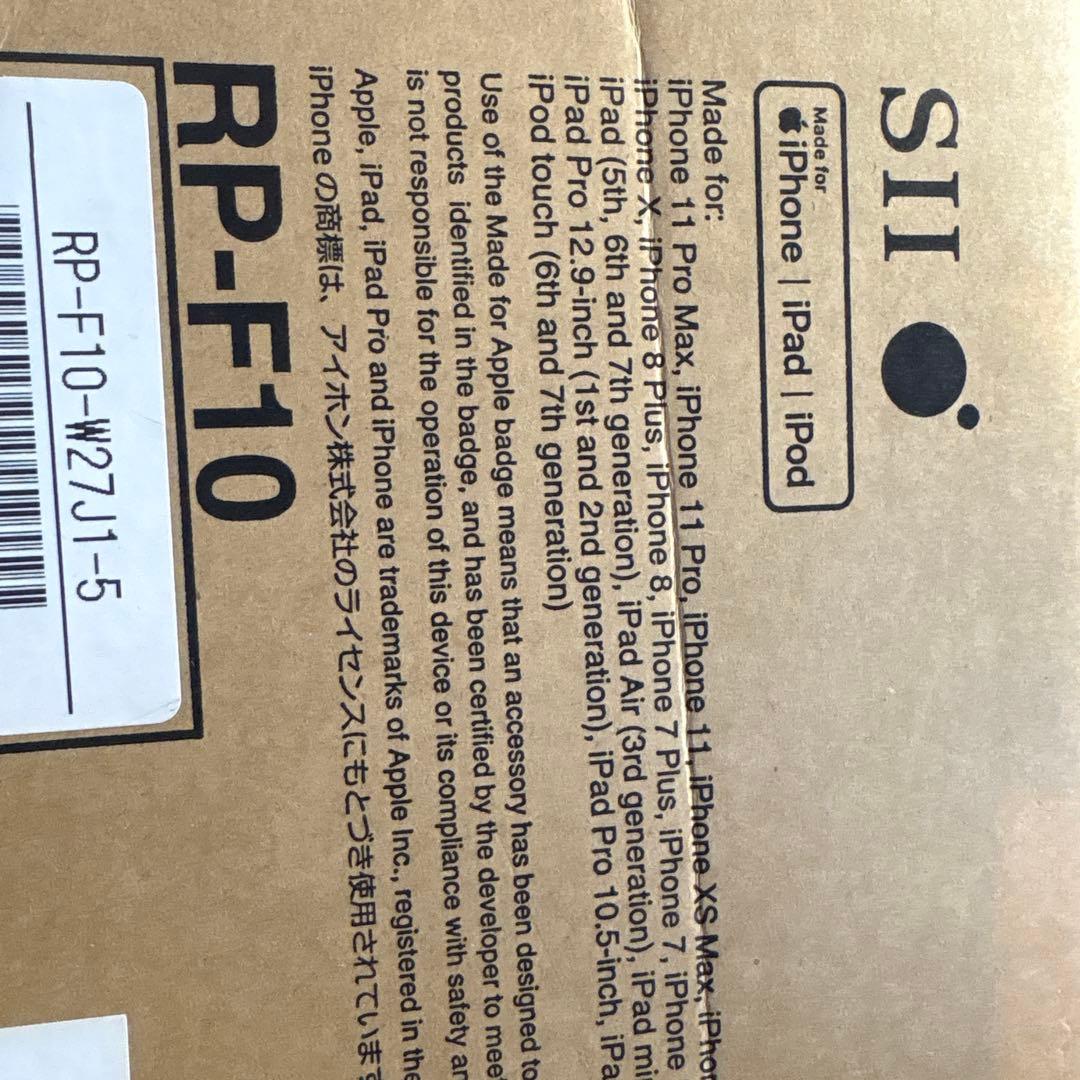 SII
Made for
iPhone | iPad | iPod
Made for:
iPhone 11 Pro Max, iPhone 11 Pro, iPhone 11, iPhone XS Max,
iPhone X, iPhone 8 Plus, iPhone 8, iPhone 7 Plus, iPhone 7, iPhone
iPad (5th, 6th and 7th generation), iPad Air (3rd generation), iPad
iPad Pro 12.9-inch (1st and 2nd generation), iPad Pro 10.5-inch,
iPod touch (6th and 7th generation)
Use of the Made for Apple badge means that an accessory has been designed to
products identified in the badge, and has been certified by the developer to meet
is not responsible for the operation of this device or its compliance with safety
Apple, iPad, iPad Pro and iPhone are trademarks of Apple Inc., registered in the
iPhone の商標は、アイホン株式会社のライセンスにもとづき使用されています
RP-F10
RP-F10-W27J1-5